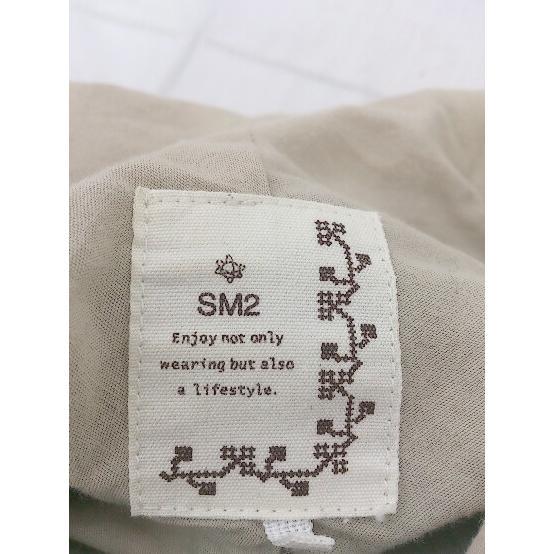 SM2
Enjoy not only
wearing but also
a lifestyle.